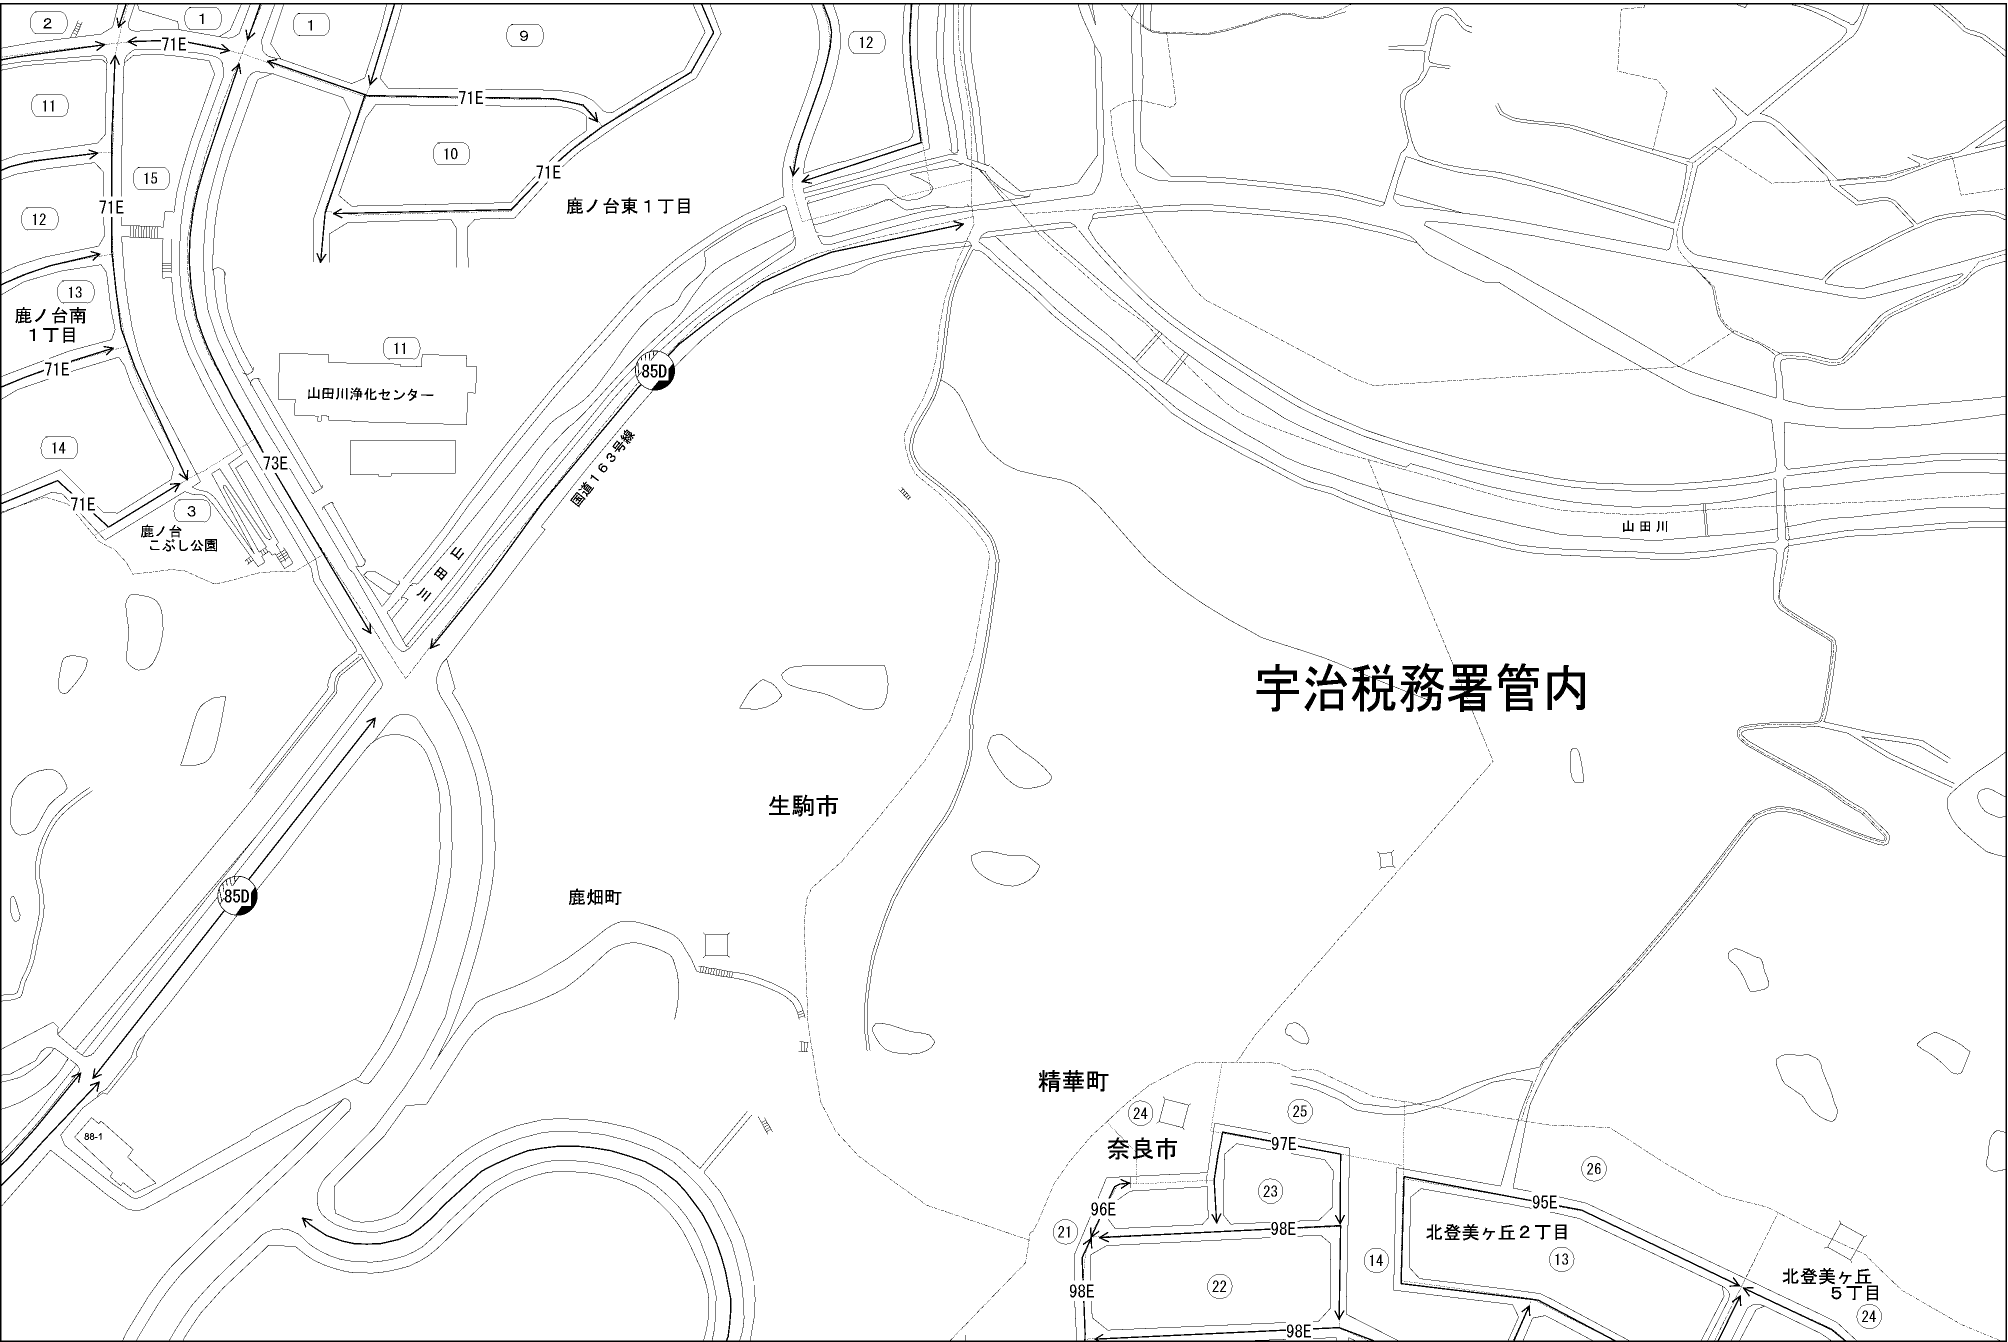 2
1
1
9
12
71E
11
71E
10
15
71E
71E
12
鹿ノ台東１丁目
13
鹿ノ台南
１丁目
11
85D
71E
山田川浄化センター
14
国道１６３号線
73E
71E
3
鹿ノ台
こぶし公園
山田川
山田川
宇治税務署管内
生駒市
85D
鹿畑町
精華町
24
25
88-1
奈良市
97E
26
23
96E
95E
21
98E
北登美ヶ丘２丁目
14
13
22
98E
北登美ヶ丘
５丁目
24
98E